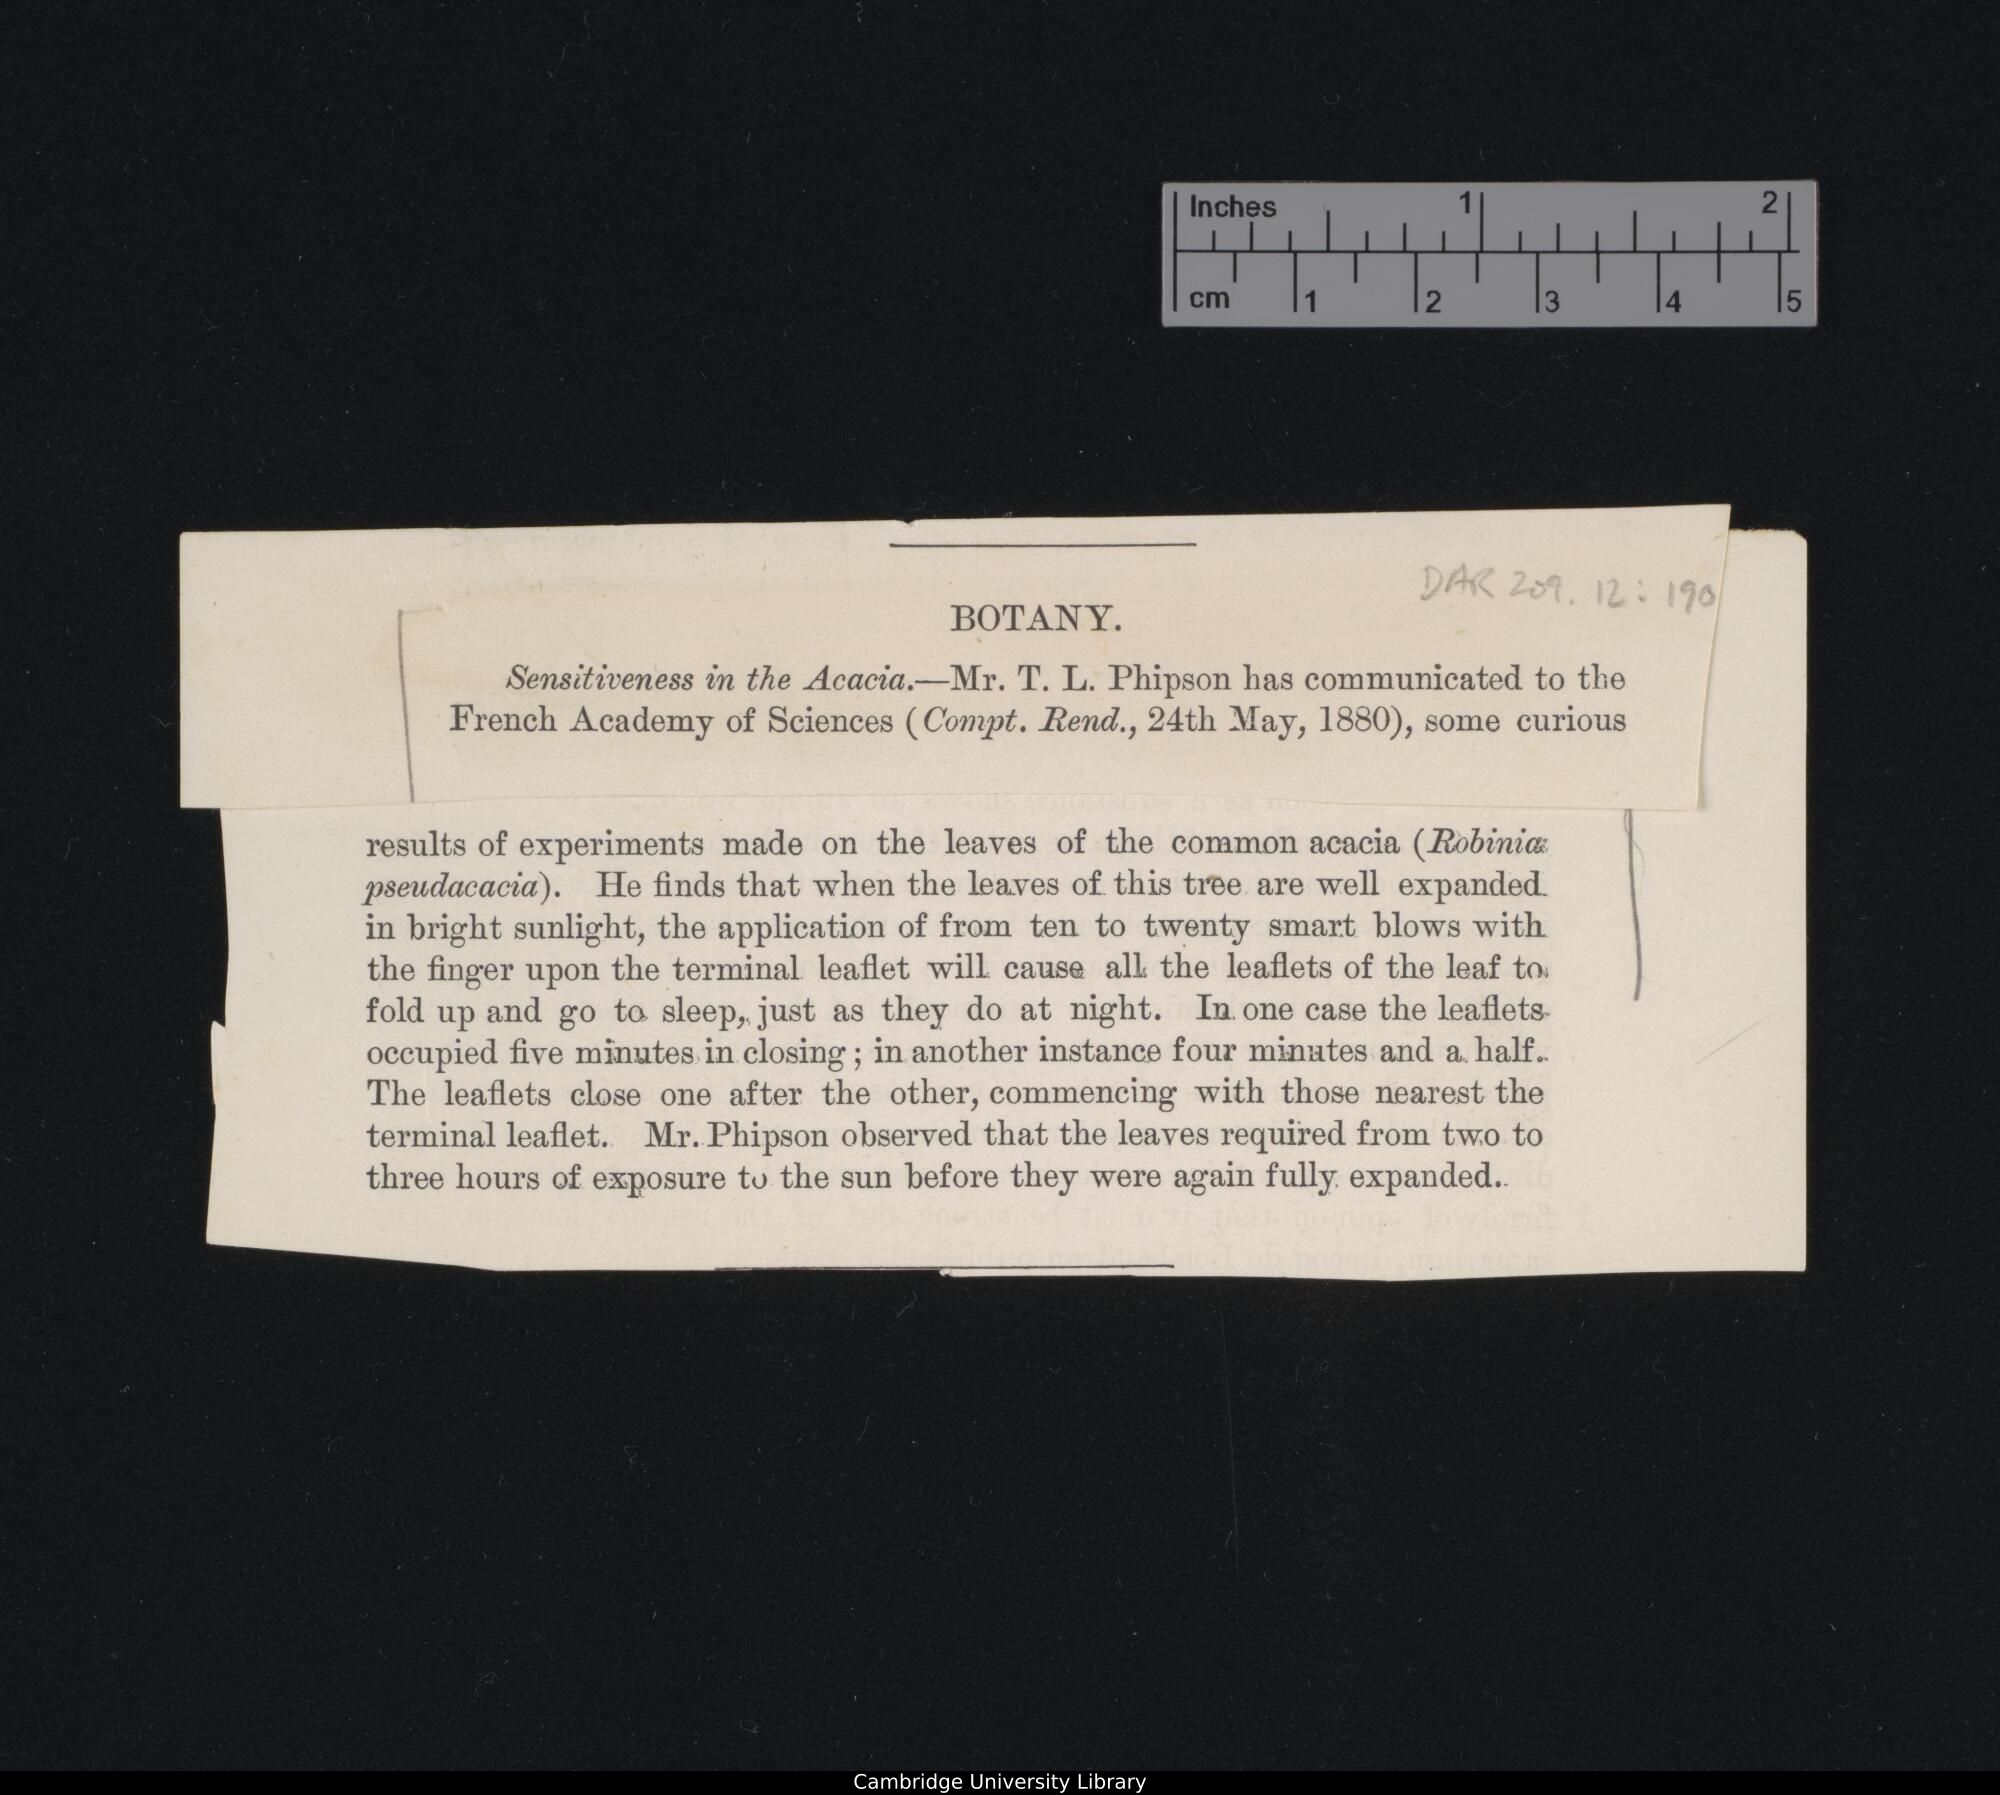 Inches 1 2
cm 1 2 3 4 5
DAR 209. 12: 190
BOTANY.
Sensitiveness in the Acacia.—Mr. T. L. Phipson has communicated to the
French Academy of Sciences (Compt. Rend., 24th May, 1880), some curious
results of experiments made on the leaves of the common acacia (Robinia
pseudacacia). He finds that when the leaves of this tree are well expanded
in bright sunlight, the application of from ten to twenty smart blows with
the finger upon the terminal leaflet will cause all the leaflets of the leaf to
fold up and go to sleep, just as they do at night. In one case the leaflets
occupied five minutes in closing; in another instance four minutes and a half.
The leaflets close one after the other, commencing with those nearest the
terminal leaflet. Mr. Phipson observed that the leaves required from two to
three hours of exposure to the sun before they were again fully expanded.
Cambridge University Library